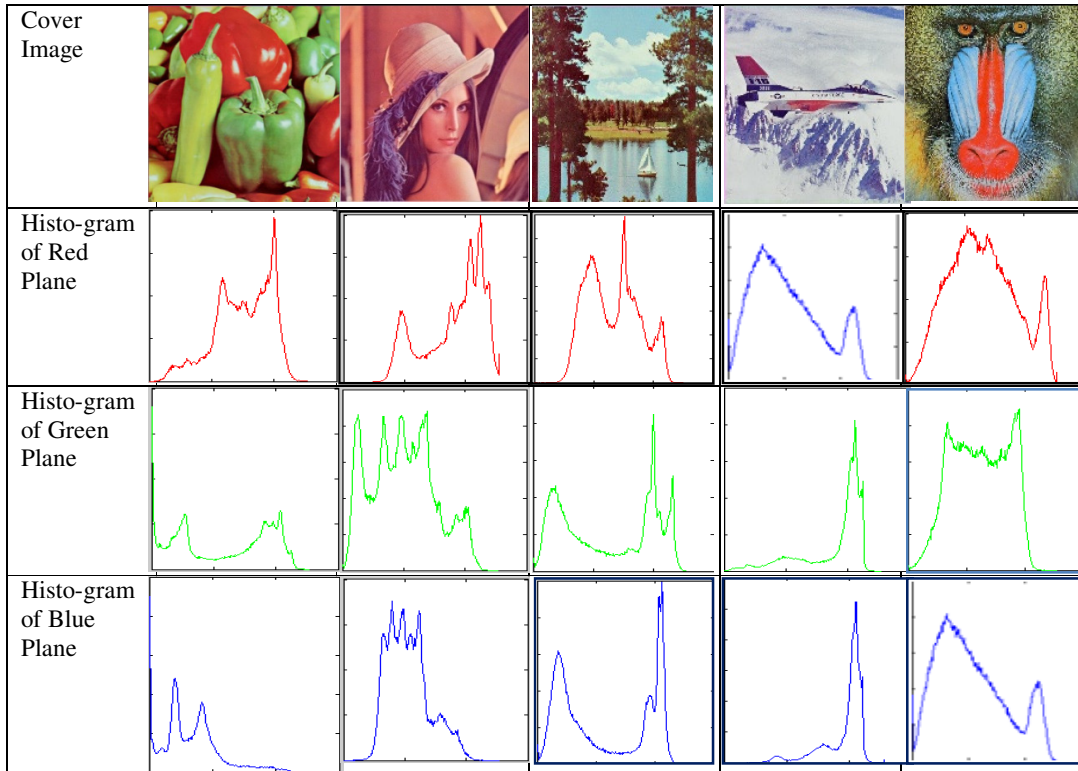 Cover
Image
Histo-gram
of Red
Plane
Histo-gram
of Green
Plane
Histo-gram
of Blue
Plane